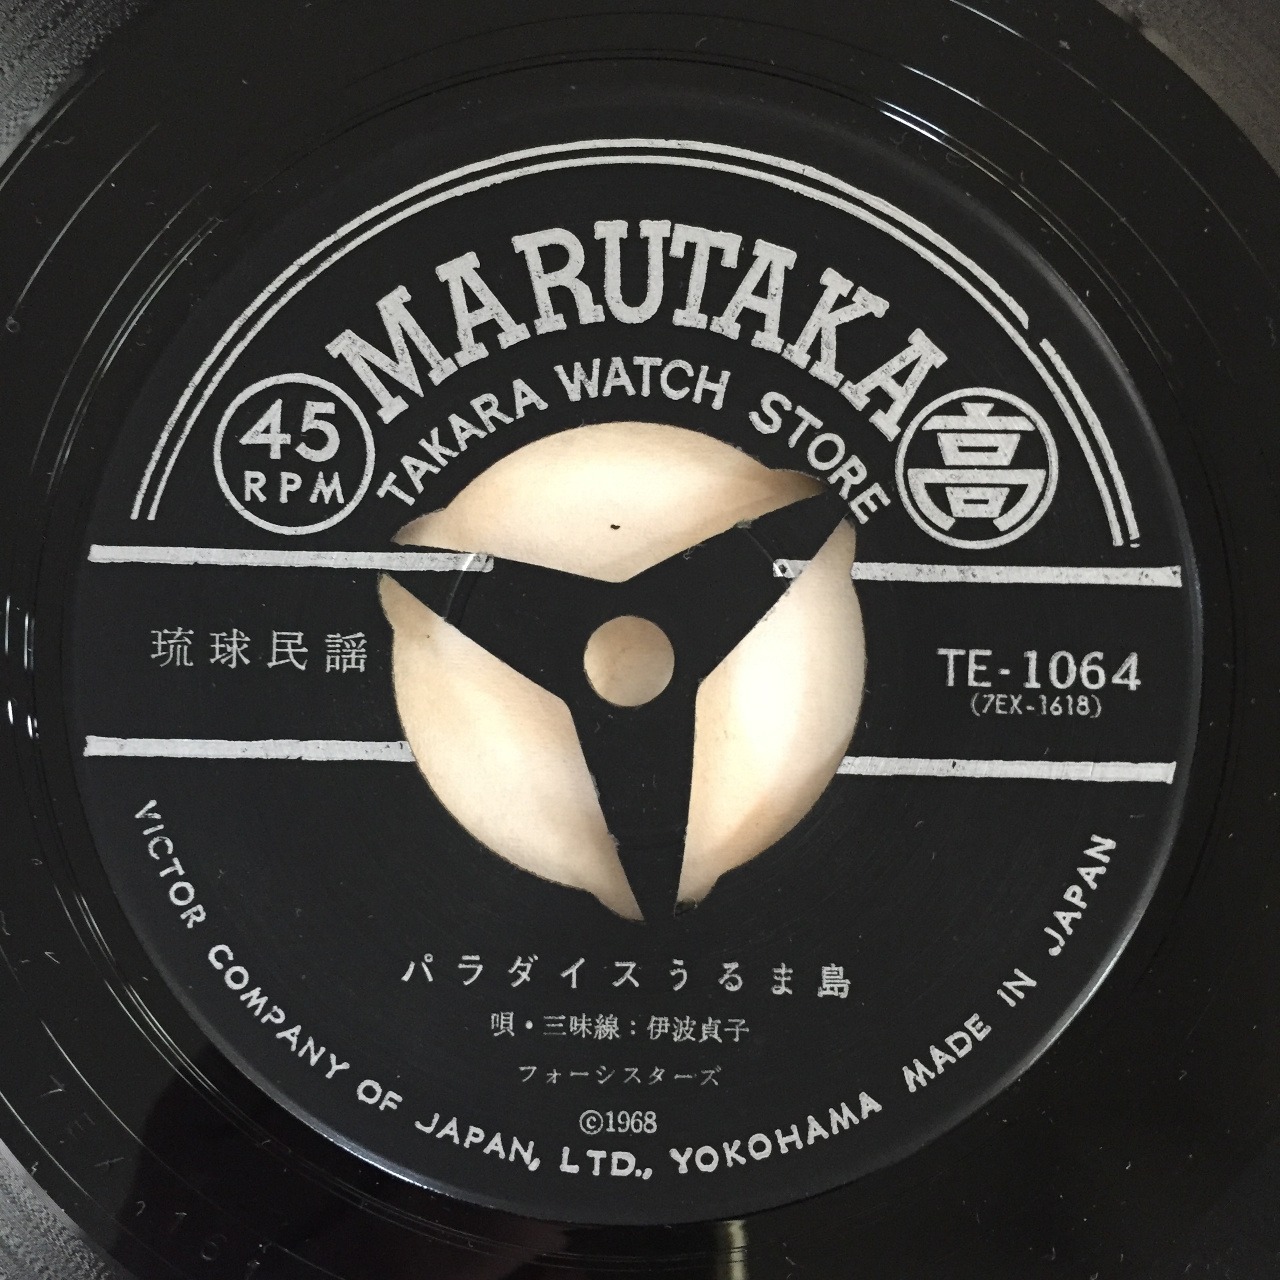 MARUTAKA
TAKARA WATCH STORE
45
RPM
高
琉球民謡
TE-1064
(7EX-1618)
パラダイスうるま島
唄・三味線:伊波貞子
フォーシスターズ
©1968
VICTOR COMPANY OF JAPAN, LTD., YOKOHAMA MADE IN JAPAN